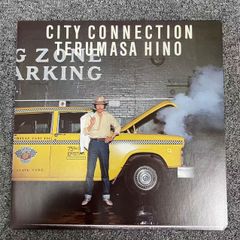 CITY CONNECTION
TERUMASA HINO
G ZONE
ARKING